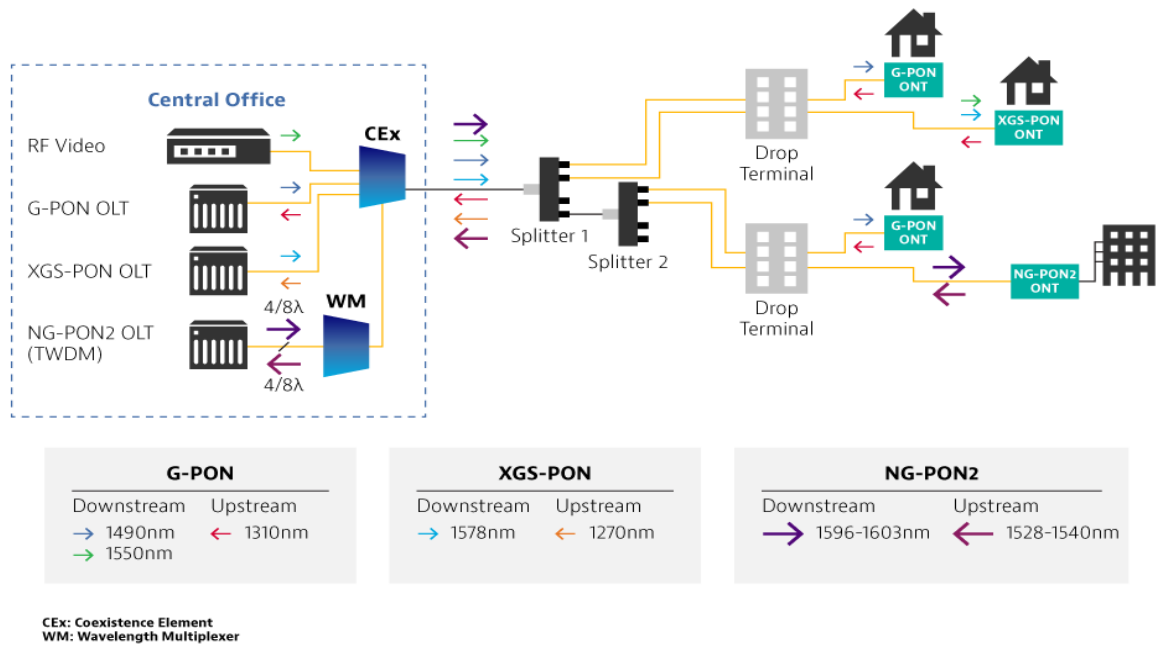 Central Office
RF Video
CEx
G-PON OLT
XGS-PON OLT
4/8λ
WM
NG-PON2 OLT
(TWDM)
4/8λ
Splitter 1
Splitter 2
Drop
Terminal
G-PON
ONT
XGS-PON
ONT
Drop
Terminal
G-PON
ONT
NG-PON2
ONT
G-PON
Downstream Upstream
1490nm 1310nm
1550nm
XGS-PON
Downstream Upstream
1578nm 1270nm
NG-PON2
Downstream Upstream
1596-1603nm 1528-1540nm
CEx: Coexistence Element
WM: Wavelength Multiplexer